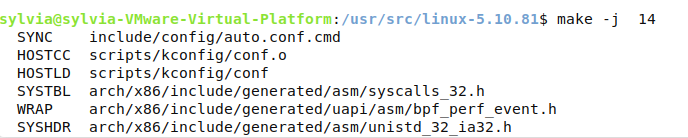 sylvia@sylvia-VMware-Virtual-Platform:/usr/src/linux-5.10.81$ make -j  14
  SYNC    include/config/auto.conf.cmd
  HOSTCC  scripts/kconfig/conf.o
  HOSTLD  scripts/kconfig/conf
  SYSTBL  arch/x86/include/generated/asm/syscalls_32.h
  WRAP    arch/x86/include/generated/uapi/asm/bpf_perf_event.h
  SYSHDR  arch/x86/include/generated/asm/unistd_32_ia32.h